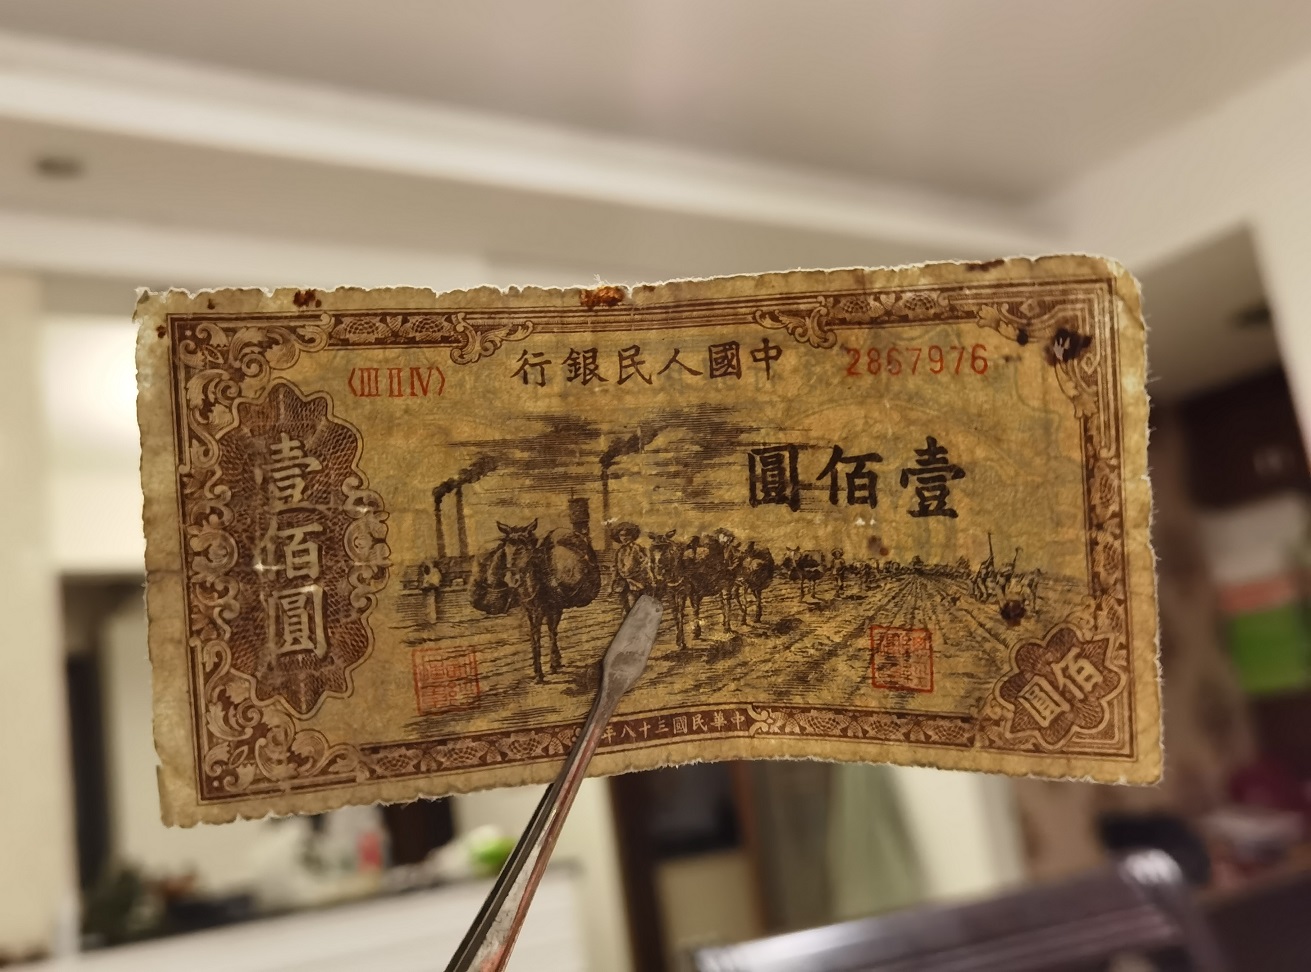 中國人民銀行
〈III II IV〉
2867976
壹佰圓
壹佰圓
佰圓
中華民國三十八年